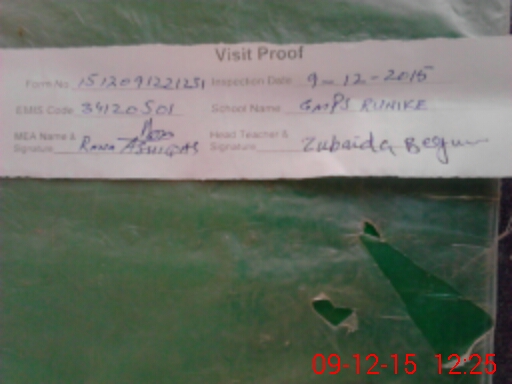 Visit Proof
Form No 1512091221251 Inspection Date 9-12-2015
EMIS Code 34120501 School Name GMPS RUNIKE
MEA Name & Signature Rana Head Teacher & Signature Zubaida Begum
09-12-15 12:25